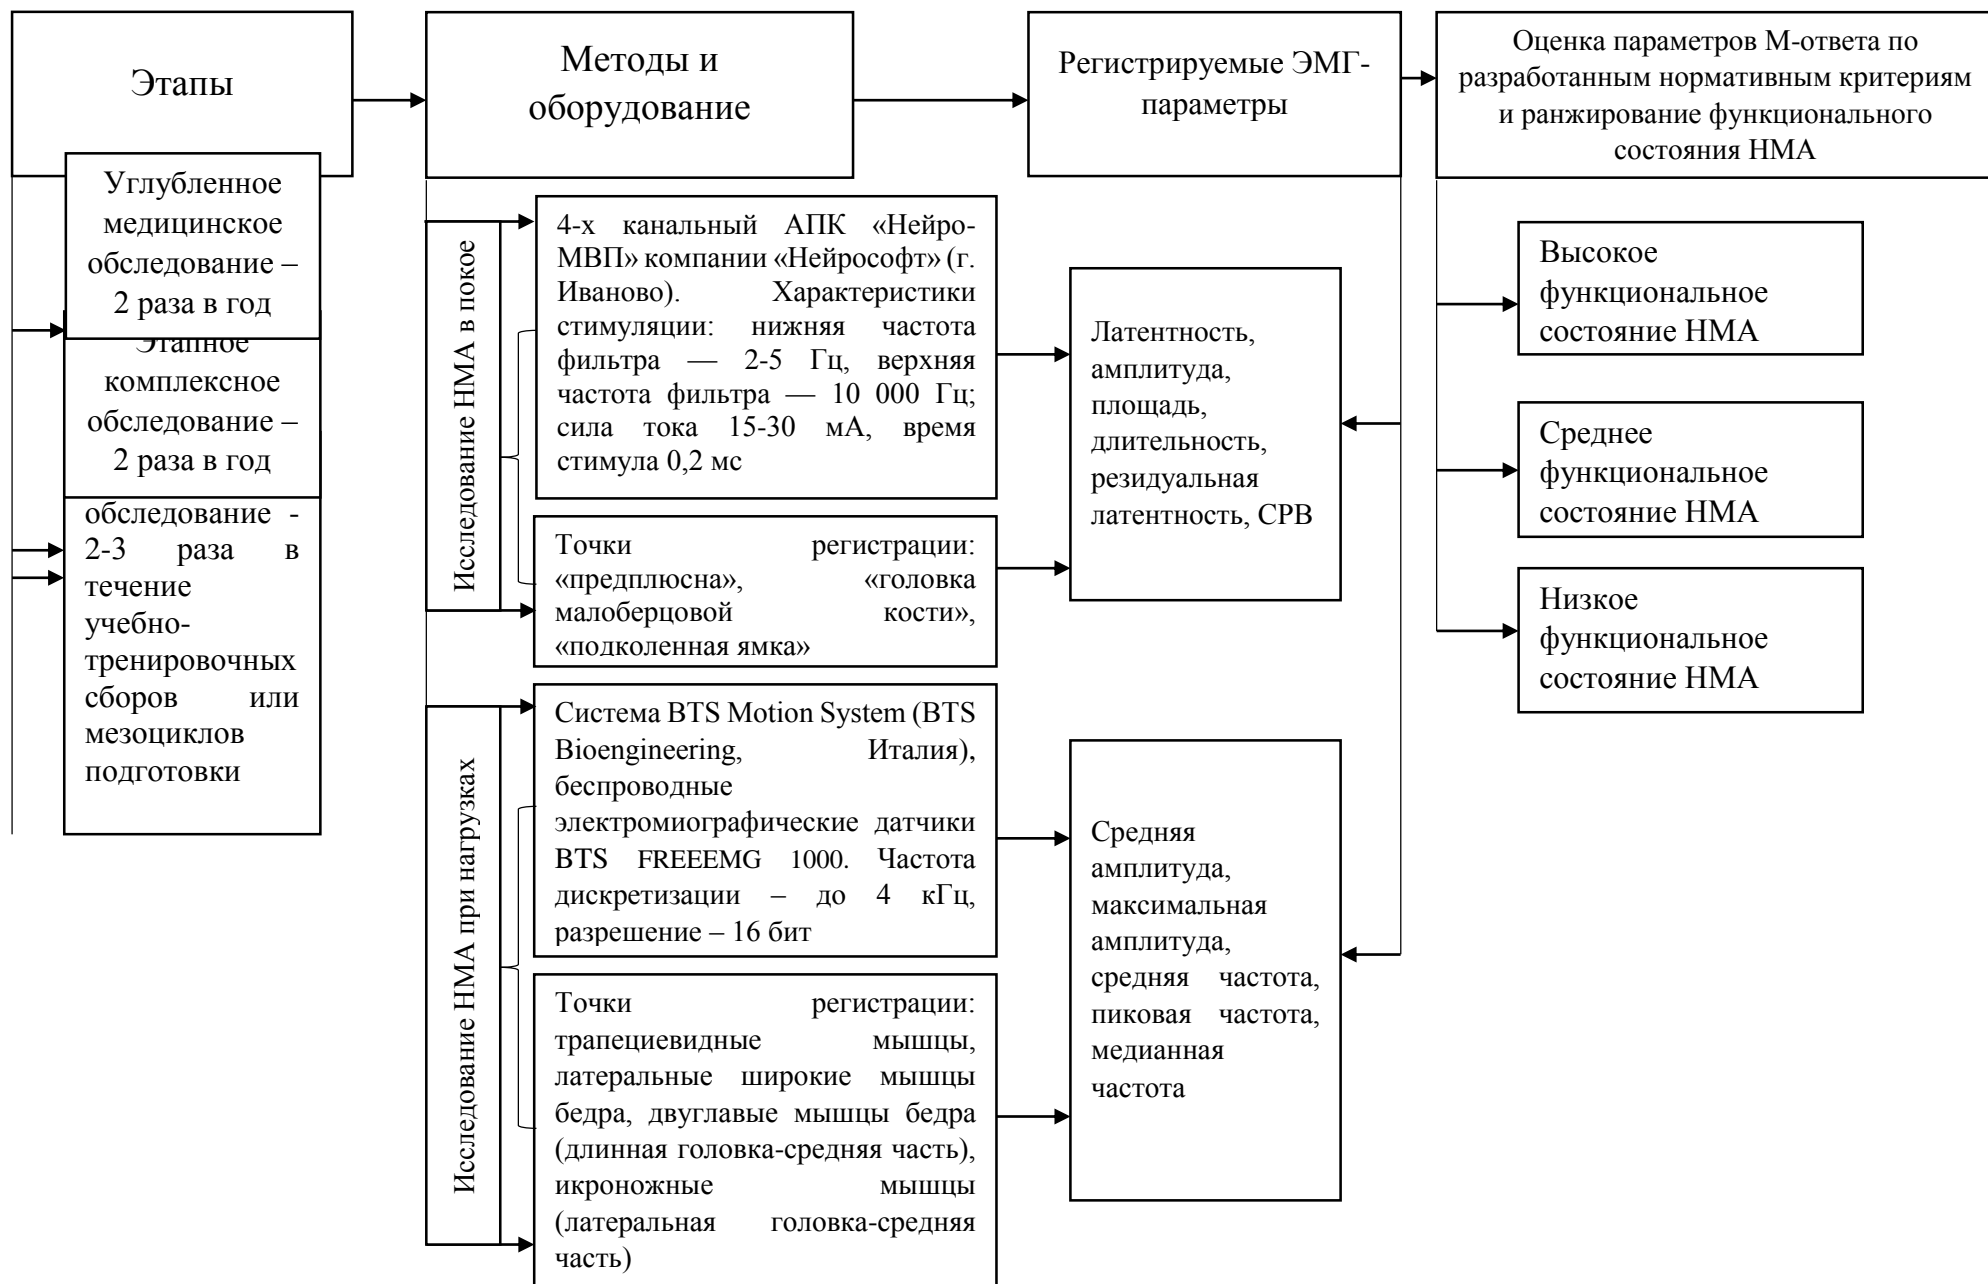 Этапы
Методы и
оборудование
Регистрируемые ЭМГ-
параметры
Оценка параметров М-ответа по
разработанным нормативным критериям
и ранжирование функционального
состояния НМА
Углубленное
медицинское
обследование –
2 раза в год
Этапное
комплексное
обследование –
2 раза в год
обследование -
2-3 раза в
течение
учебно-
тренировочных
сборов или
мезоциклов
подготовки
Исследование НМА в покое
4-х канальный АПК «Нейро-
МВП» компании «Нейрософт» (г.
Иваново). Характеристики
стимуляции: нижняя частота
фильтра — 2-5 Гц, верхняя
частота фильтра — 10 000 Гц;
сила тока 15-30 мА, время
стимула 0,2 мс
Точки регистрации:
«предплюсна», «головка
малоберцовой кости»,
«подколенная ямка»
Исследование НМА при нагрузках
Система BTS Motion System (BTS
Bioengineering, Италия),
беспроводные
электромиографические датчики
BTS FREEEMG 1000. Частота
дискретизации – до 4 кГц,
разрешение – 16 бит
Точки регистрации:
трапециевидные мышцы,
латеральные широкие мышцы
бедра, двуглавые мышцы бедра
(длинная головка-средняя часть),
икроножные мышцы
(латеральная головка-средняя
часть)
Латентность,
амплитуда,
площадь,
длительность,
резидуальная
латентность, СРВ
Средняя
амплитуда,
максимальная
амплитуда,
средняя частота,
пиковая частота,
медианная
частота
Высокое
функциональное
состояние НМА
Среднее
функциональное
состояние НМА
Низкое
функциональное
состояние НМА